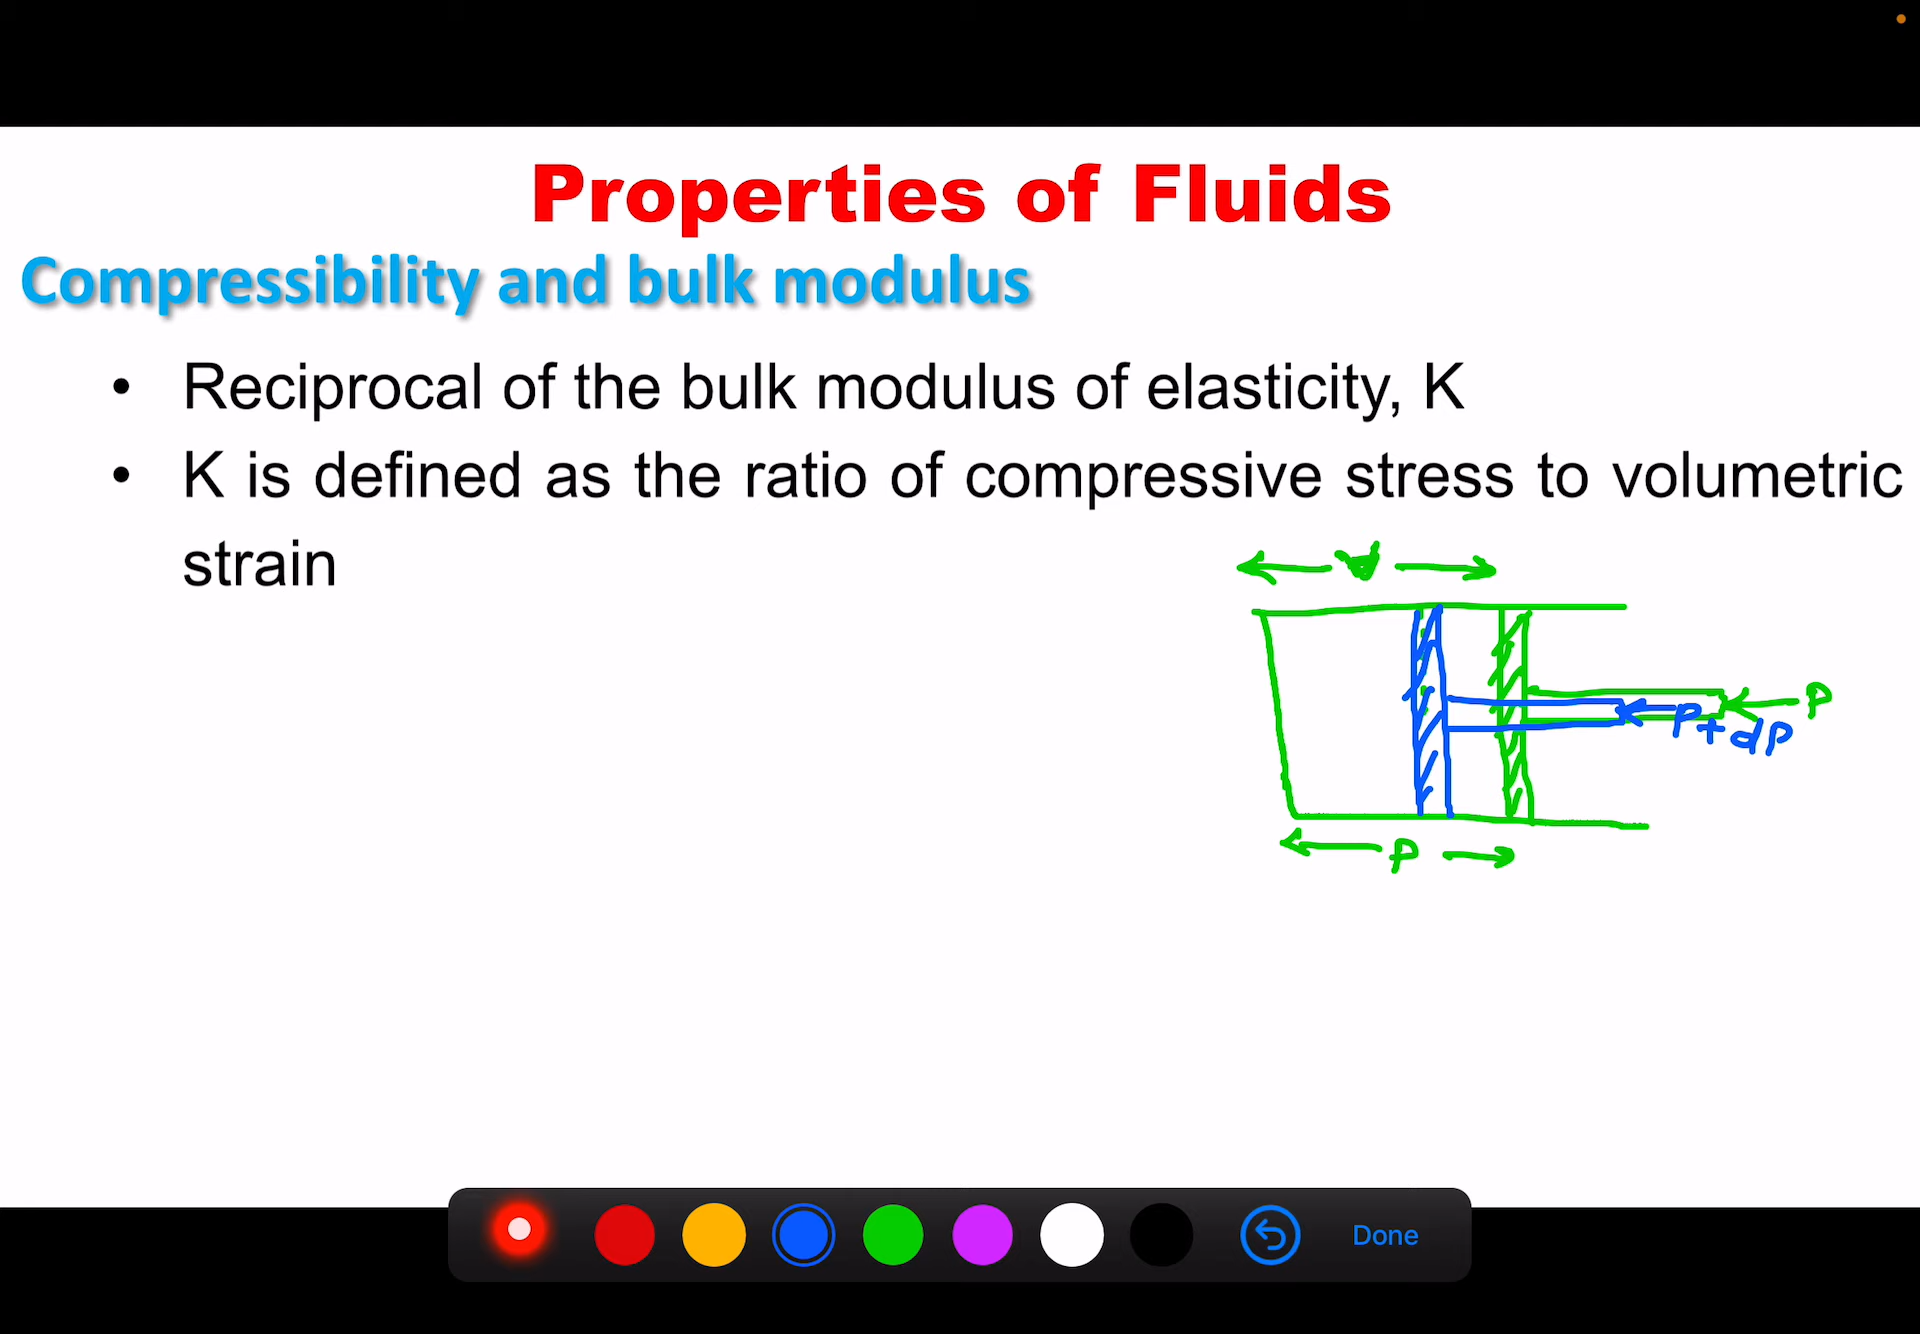 Properties of Fluids
Compressibility and bulk modulus
• Reciprocal of the bulk modulus of elasticity, K
• K is defined as the ratio of compressive stress to volumetric
strain
P
P + dP
P
Done